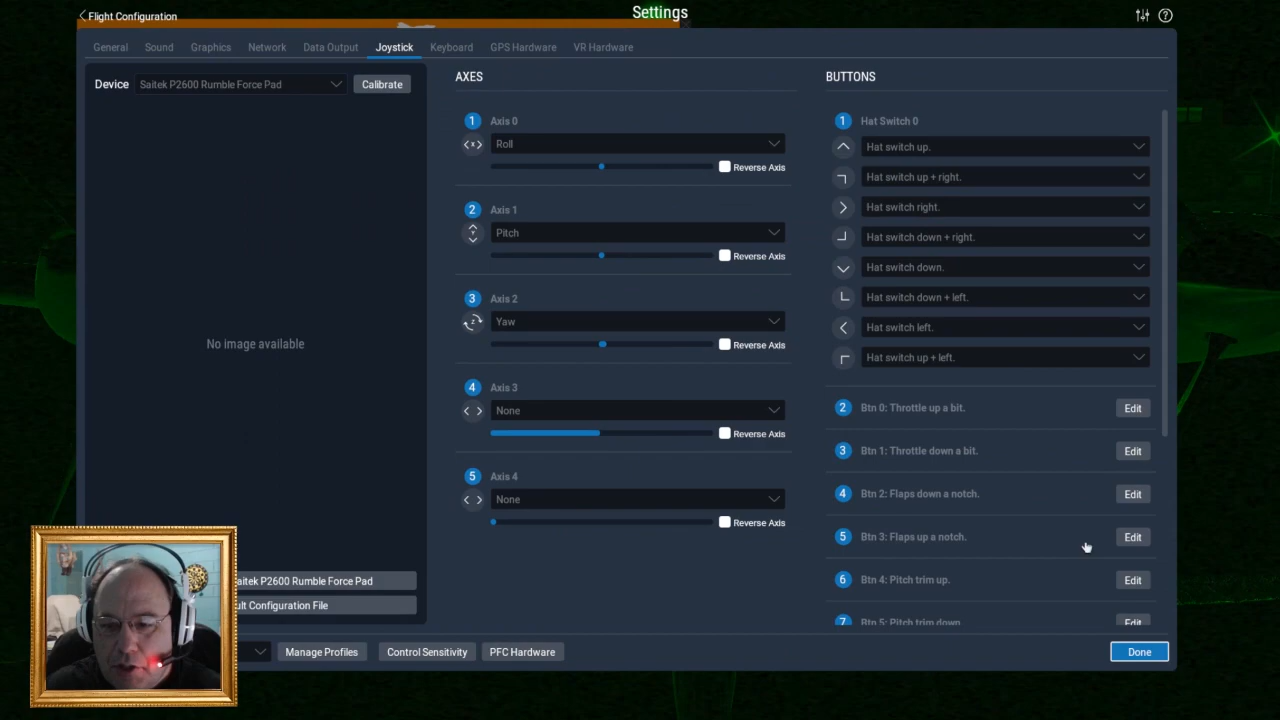 Flight Configuration
Settings
General Sound Graphics Network Data Output Joystick Keyboard GPS Hardware VR Hardware
Device Saitek P2600 Rumble Force Pad Calibrate
No image available
aitek P2600 Rumble Force Pad
ult Configuration File
AXES
1 Axis 0
Roll
Reverse Axis
2 Axis 1
Pitch
Reverse Axis
3 Axis 2
Yaw
Reverse Axis
4 Axis 3
None
Reverse Axis
5 Axis 4
None
Reverse Axis
BUTTONS
1 Hat Switch 0
Hat switch up.
Hat switch up + right.
Hat switch right.
Hat switch down + right.
Hat switch down.
Hat switch down + left.
Hat switch left.
Hat switch up + left.
2 Btn 0: Throttle up a bit. Edit
3 Btn 1: Throttle down a bit. Edit
4 Btn 2: Flaps down a notch. Edit
5 Btn 3: Flaps up a notch. Edit
6 Btn 4: Pitch trim up. Edit
7 Btn 5: Pitch trim down. Edit
Manage Profiles Control Sensitivity PFC Hardware Done